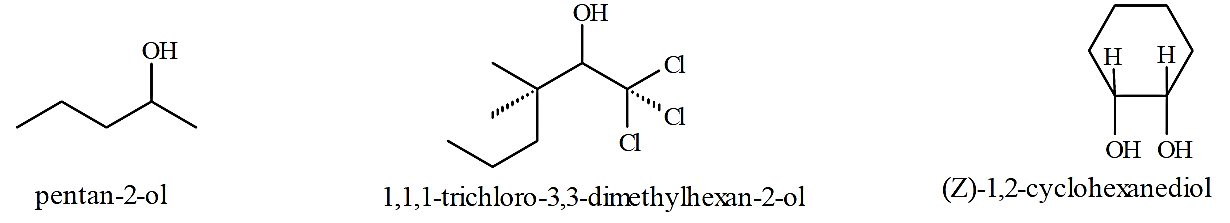 OH
pentan-2-ol
OH
Cl
Cl
Cl
1,1,1-trichloro-3,3-dimethylhexan-2-ol
H H
OH OH
(Z)-1,2-cyclohexanediol